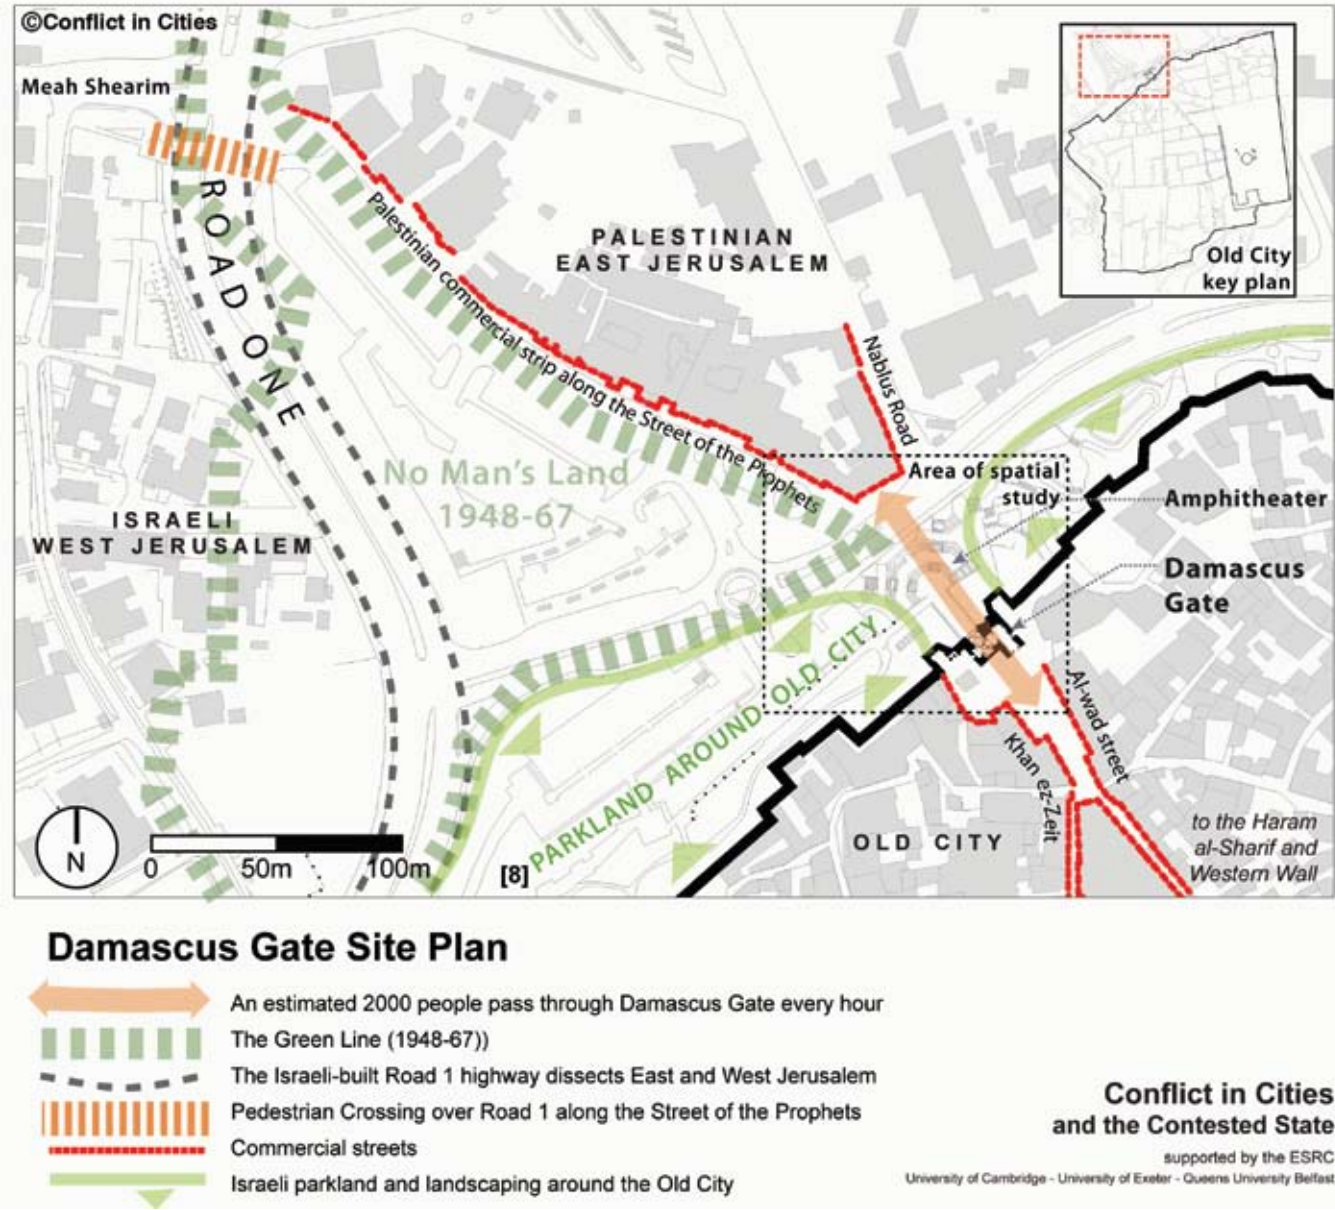 ©Conflict in Cities
Meah Shearim
ROAD ONE
Palestinian commercial strip along the Street of the Prophets
PALESTINIAN
EAST JERUSALEM
Old City
key plan
Nablus Road
No Man's Land
1948-67
Area of spatial
study
Amphitheater
ISRAELI
WEST JERUSALEM
Damascus
Gate
PARKLAND AROUND OLD CITY
Al-wad street
Khan ez-Zeit
OLD CITY
to the Haram
al-Sharif and
Western Wall
N
0 50m 100m
[8]
Damascus Gate Site Plan
An estimated 2000 people pass through Damascus Gate every hour
The Green Line (1948-67))
The Israeli-built Road 1 highway dissects East and West Jerusalem
Pedestrian Crossing over Road 1 along the Street of the Prophets
Commercial streets
Israeli parkland and landscaping around the Old City
Conflict in Cities
and the Contested State
supported by the ESRC
University of Cambridge - University of Exeter - Queens University Belfast